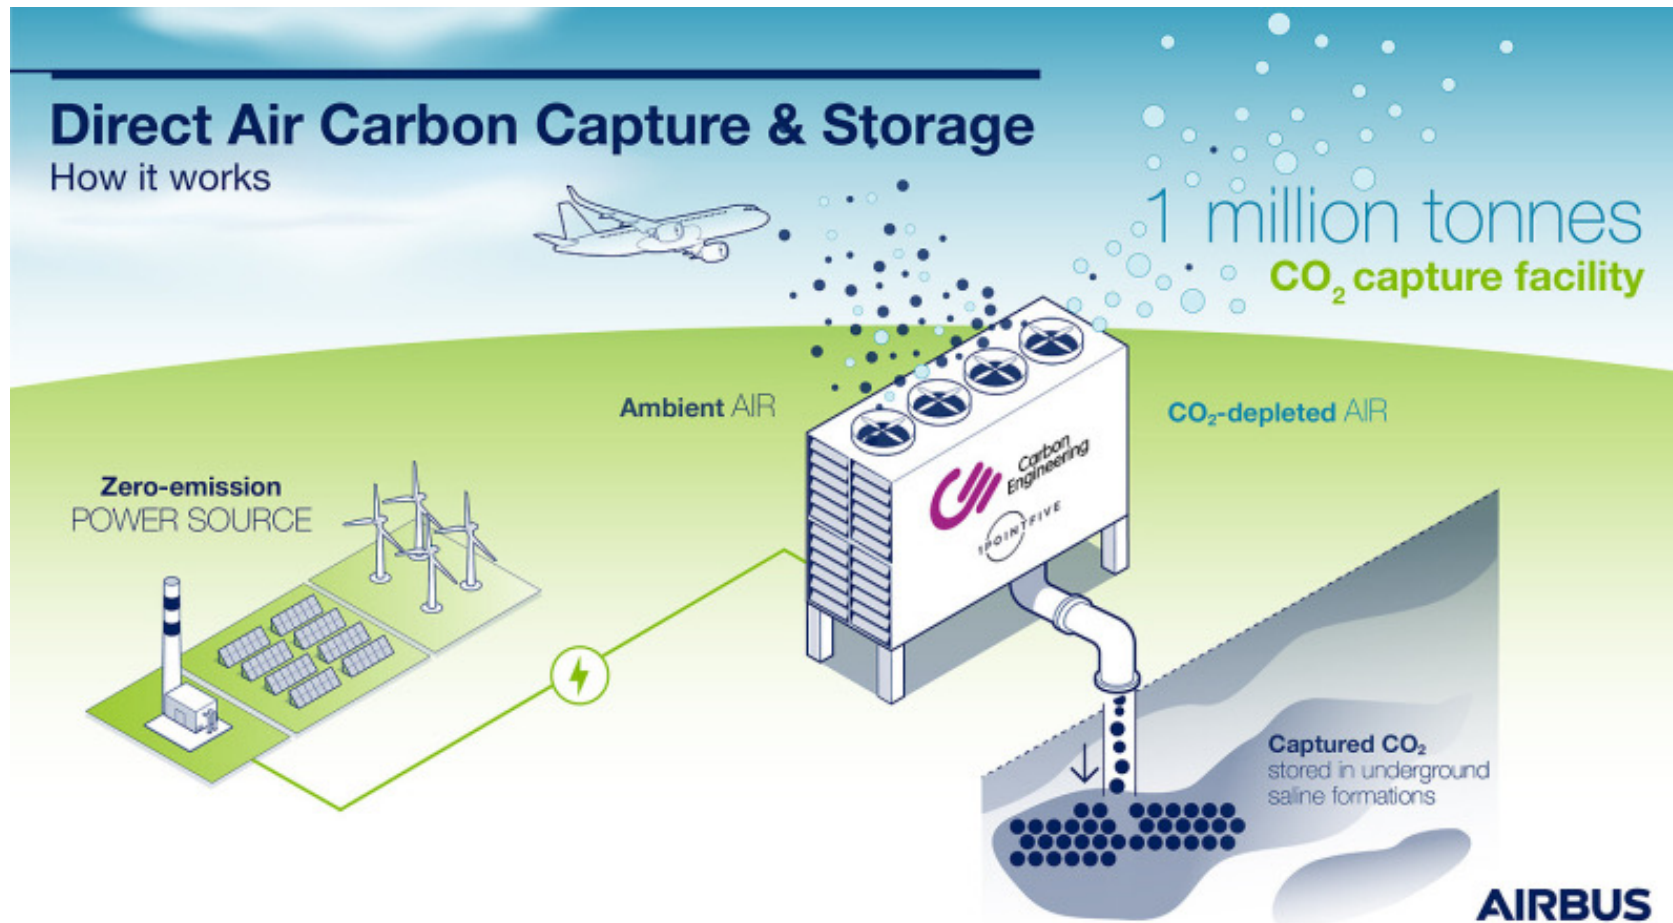 Direct Air Carbon Capture & Storage
How it works
1 million tonnes
CO₂ capture facility
Ambient AIR
CO₂-depleted AIR
Carbon
Engineering
1POINTFIVE
Zero-emission
POWER SOURCE
Captured CO₂
stored in underground
saline formations
AIRBUS